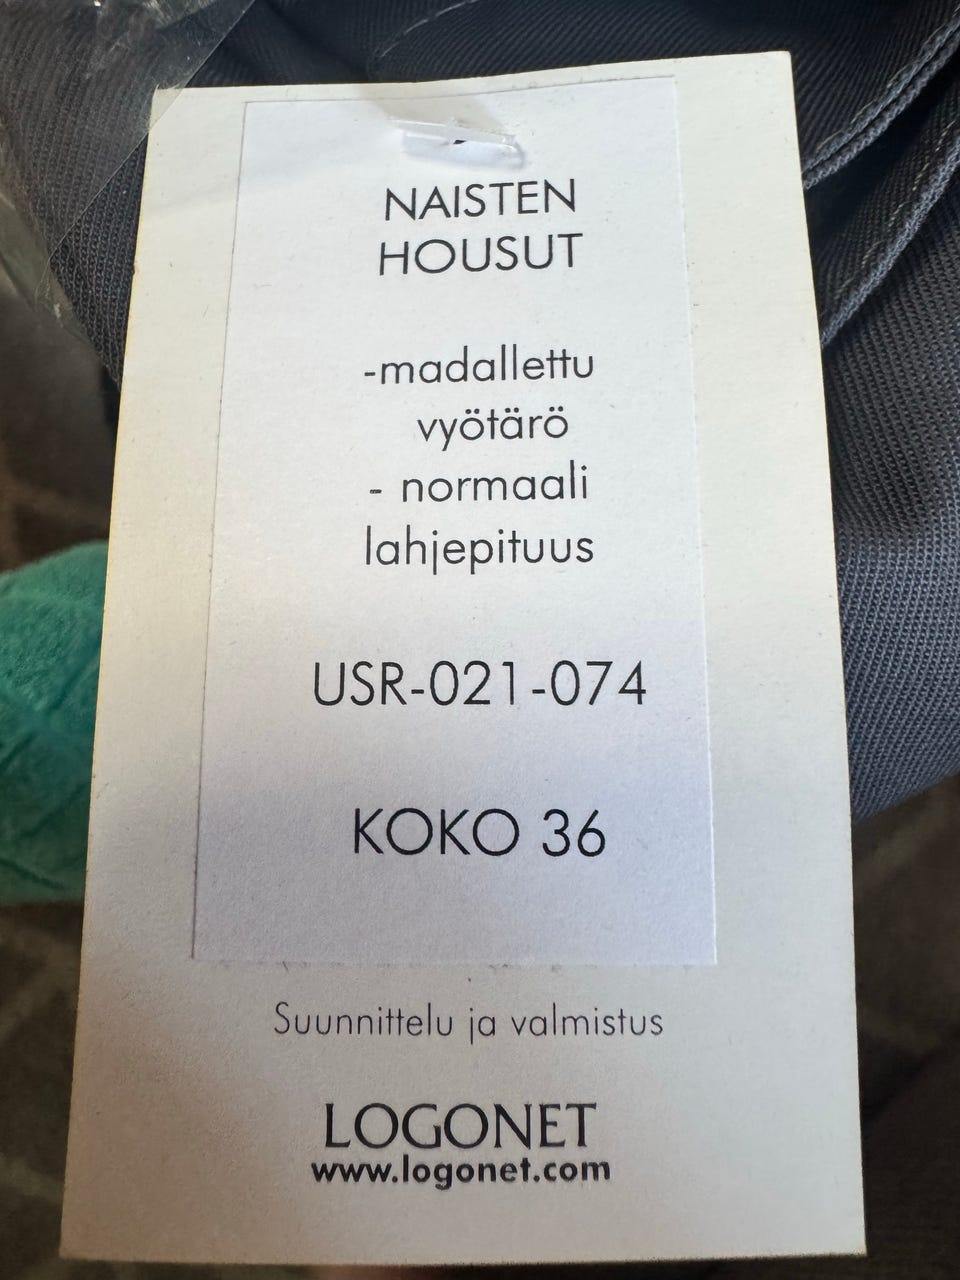 NAISTEN
HOUSUT
-madallettu
vyötärö
- normaali
lahjepituus
USR-021-074
KOKO 36
Suunnittelu ja valmistus
LOGONET
www.logonet.com